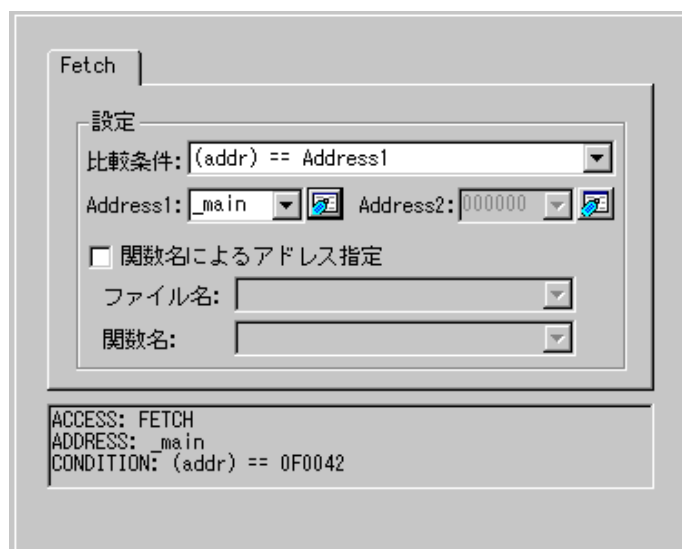 Fetch
設定
比較条件: (addr) == Address1
Address1: _main Address2: 000000
関数名によるアドレス指定
ファイル名:
関数名:
ACCESS: FETCH
ADDRESS: _main
CONDITION: (addr) == 0F0042